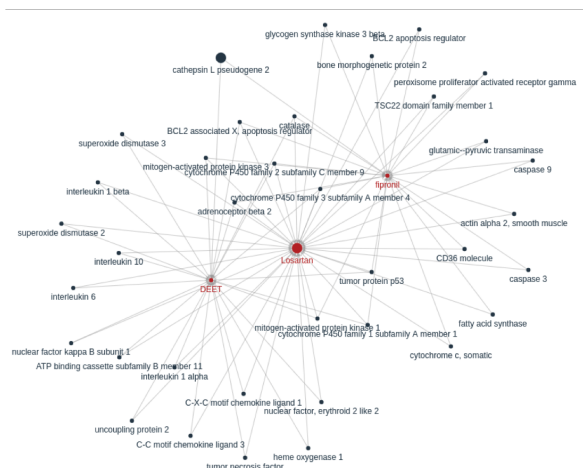 glycogen synthase kinase 3 beta
BCL2 apoptosis regulator
bone morphogenetic protein 2
cathepsin L pseudogene 2
peroxisome proliferator activated receptor gamma
TSC22 domain family member 1
catalase
BCL2 associated X, apoptosis regulator
superoxide dismutase 3
glutamic--pyruvic transaminase
mitogen-activated protein kinase 3
cytochrome P450 family 2 subfamily C member 9
caspase 9
fipronil
interleukin 1 beta
cytochrome P450 family 3 subfamily A member 4
adrenoceptor beta 2
actin alpha 2, smooth muscle
superoxide dismutase 2
CD36 molecule
interleukin 10
Losartan
caspase 3
tumor protein p53
DEET
interleukin 6
fatty acid synthase
mitogen-activated protein kinase 1
cytochrome P450 family 1 subfamily A member 1
nuclear factor kappa B subunit 1
cytochrome c, somatic
ATP binding cassette subfamily B member 11
interleukin 1 alpha
C-X-C motif chemokine ligand 1
nuclear factor, erythroid 2 like 2
uncoupling protein 2
C-C motif chemokine ligand 3
heme oxygenase 1
tumor necrosis factor